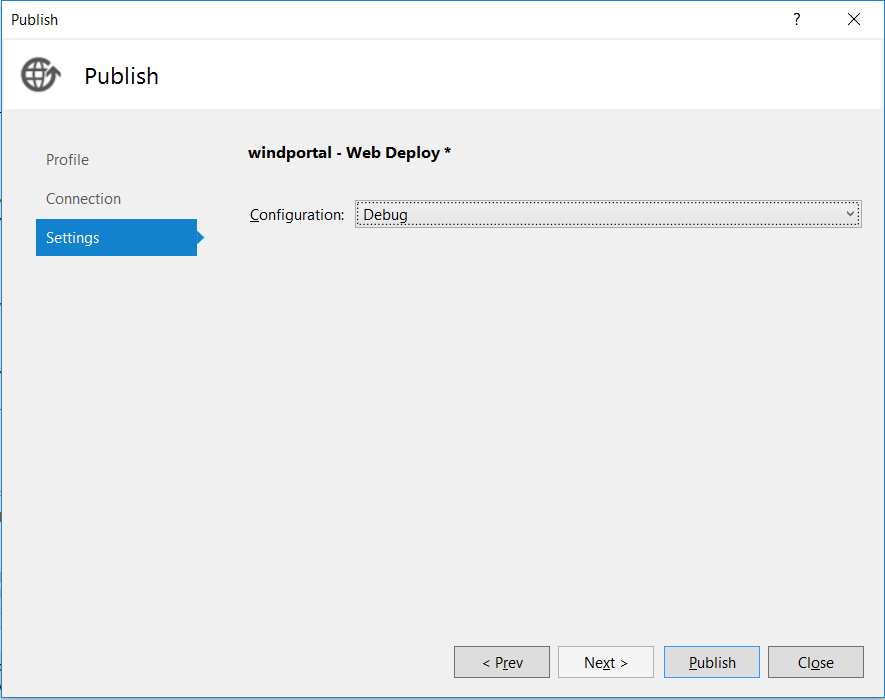 Publish
?
Publish
Profile
Connection
Settings
windportal - Web Deploy *
Configuration: Debug
< Prev Next > Publish Close